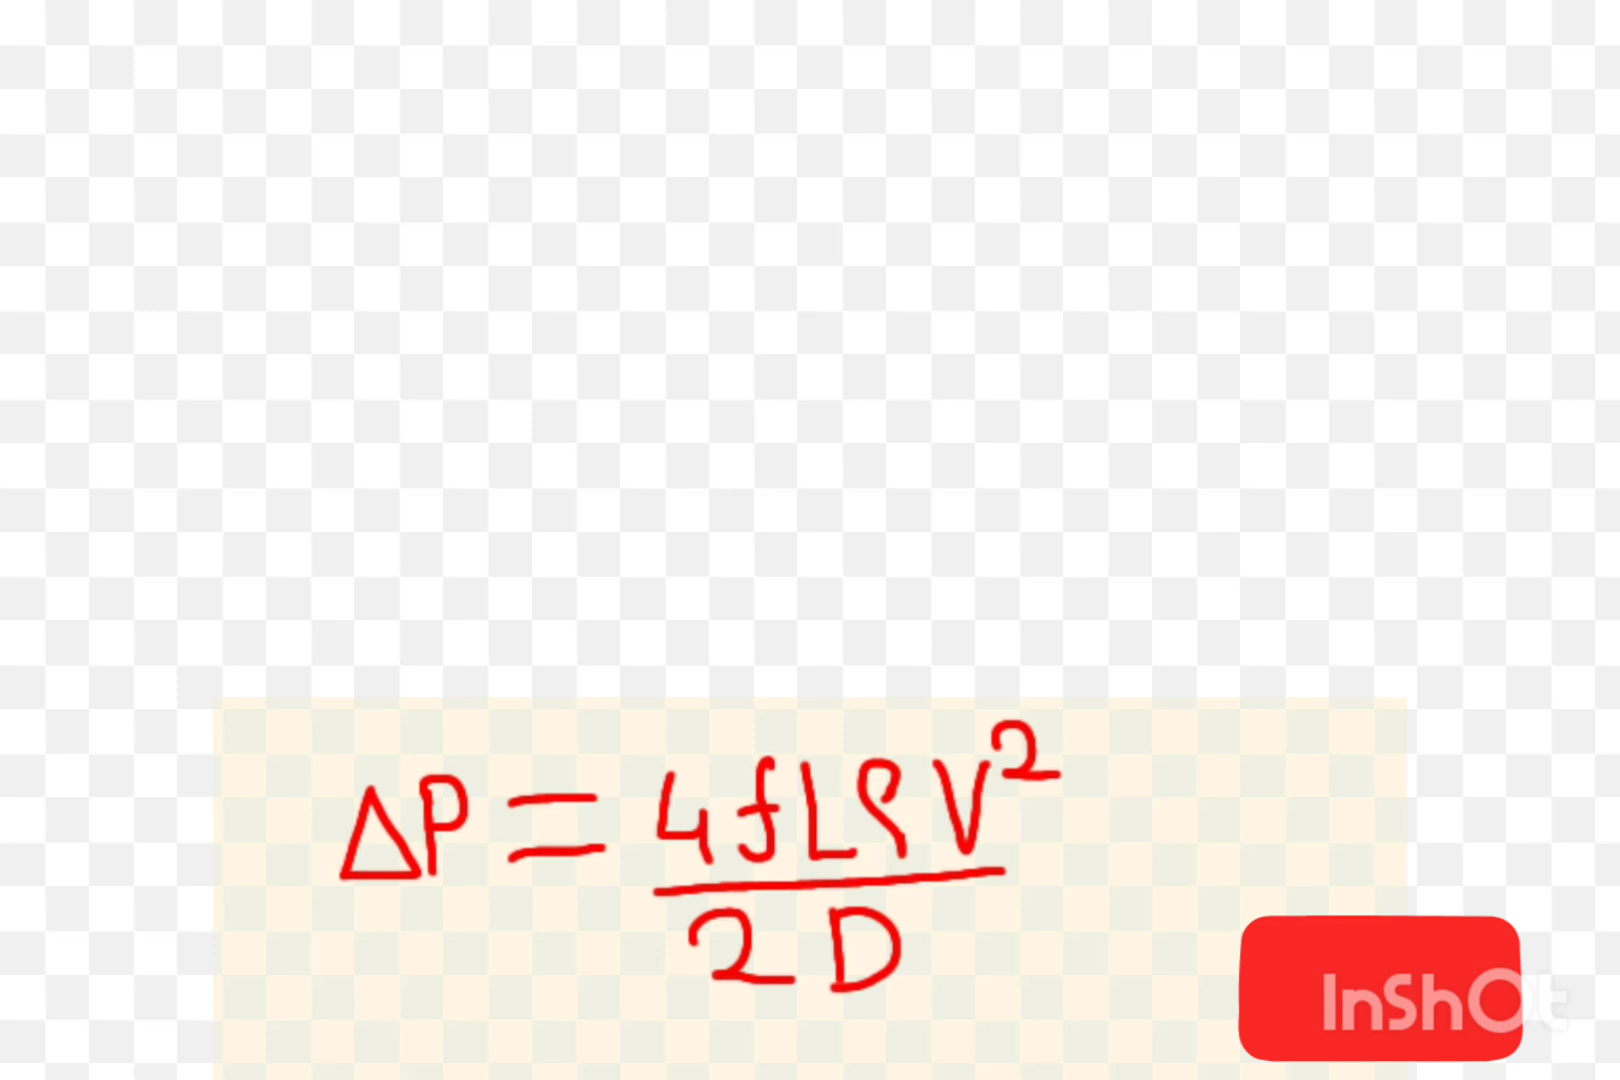 ΔP = 4fLρV²
2D
InShOt